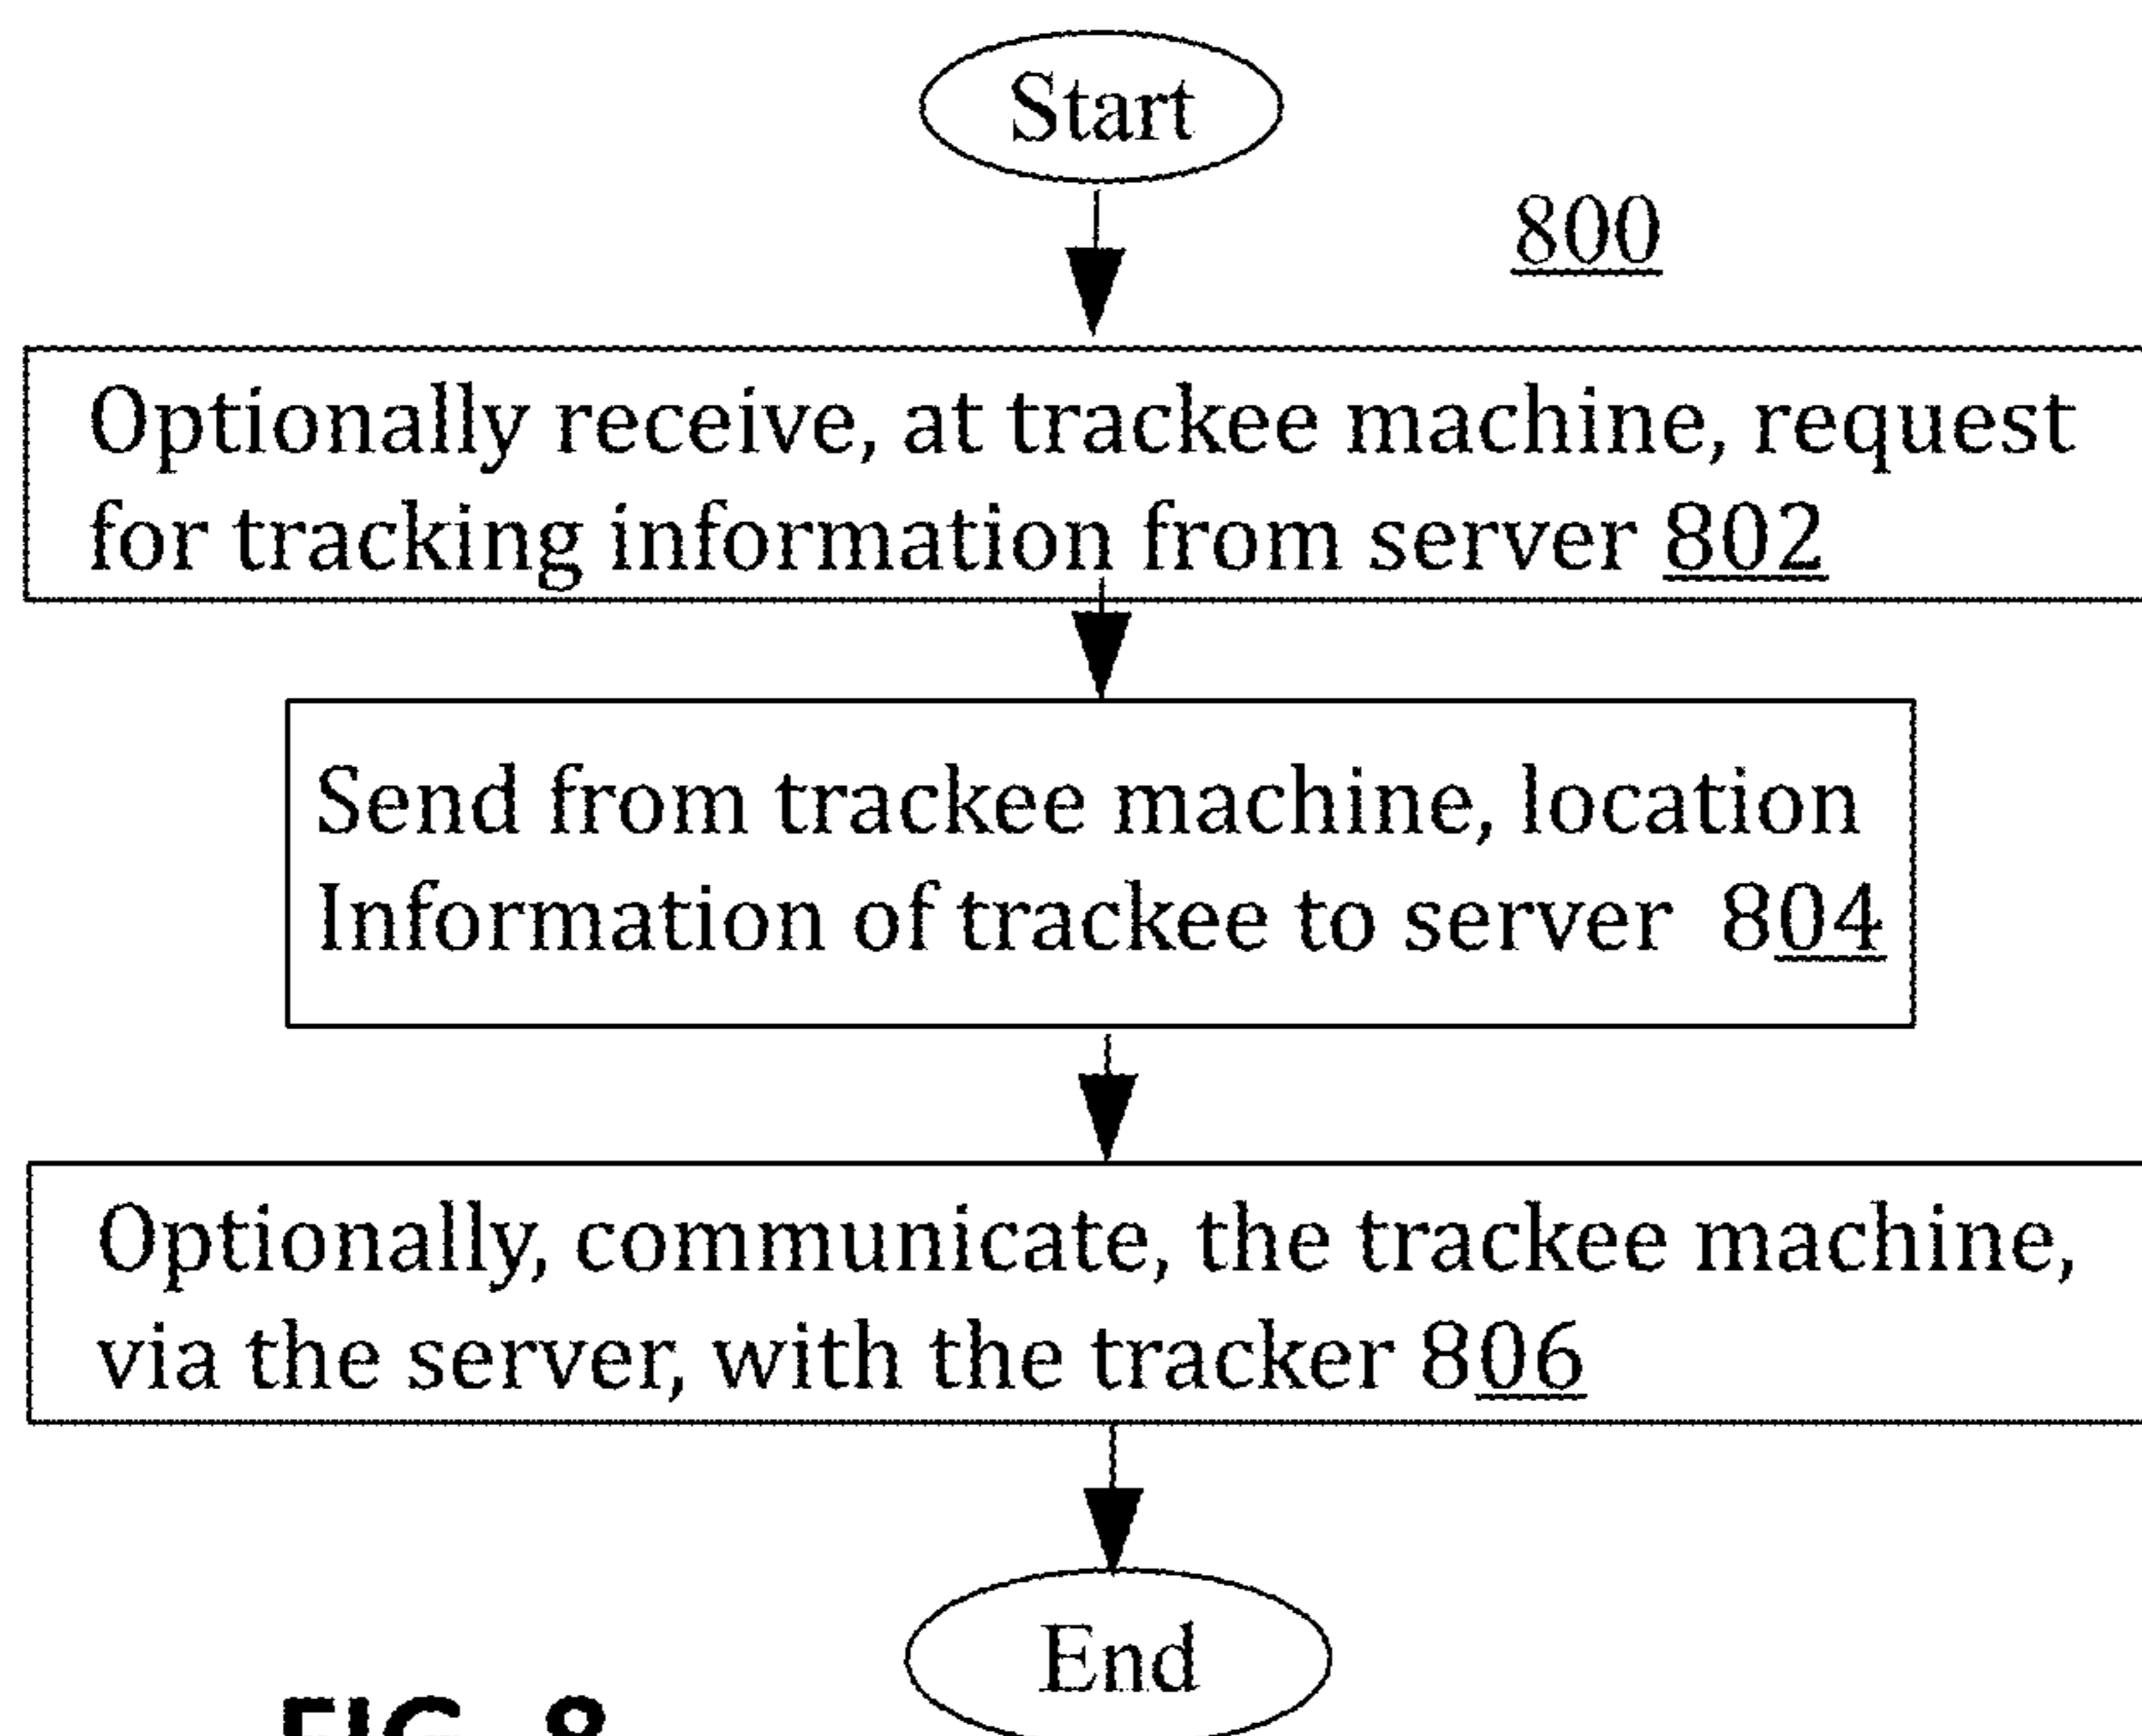 Start
800
Optionally receive, at trackee machine, request
for tracking information from server 802
Send from trackee machine, location
Information of trackee to server 804
Optionally, communicate, the trackee machine,
via the server, with the tracker 806
End
FIG. 8